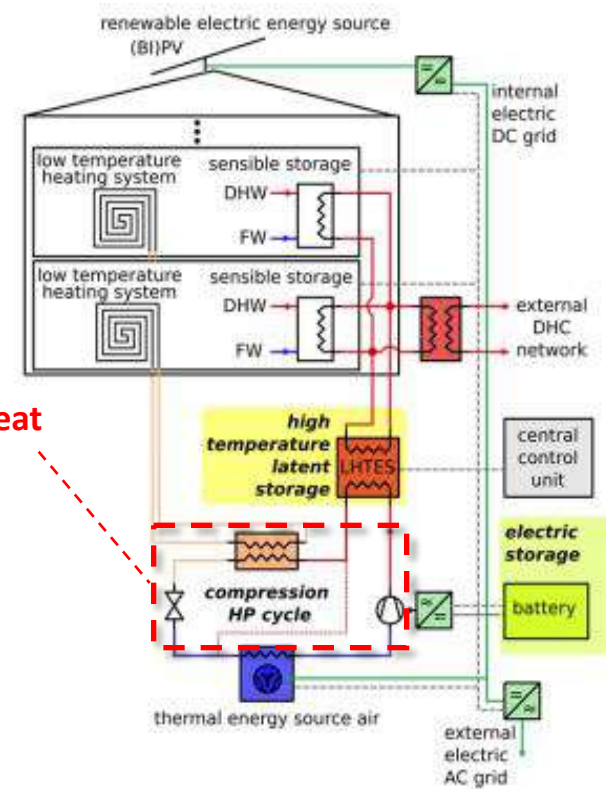 renewable electric energy source
(BI)PV
internal
electric
DC grid
low temperature
heating system
sensible storage
DHW
FW
low temperature
heating system
sensible storage
DHW
FW
external
DHC
network
eat
high
temperature
latent
storage
LHTES
central
control
unit
electric
storage
battery
compression
HP cycle
thermal energy source air
external
electric
AC grid